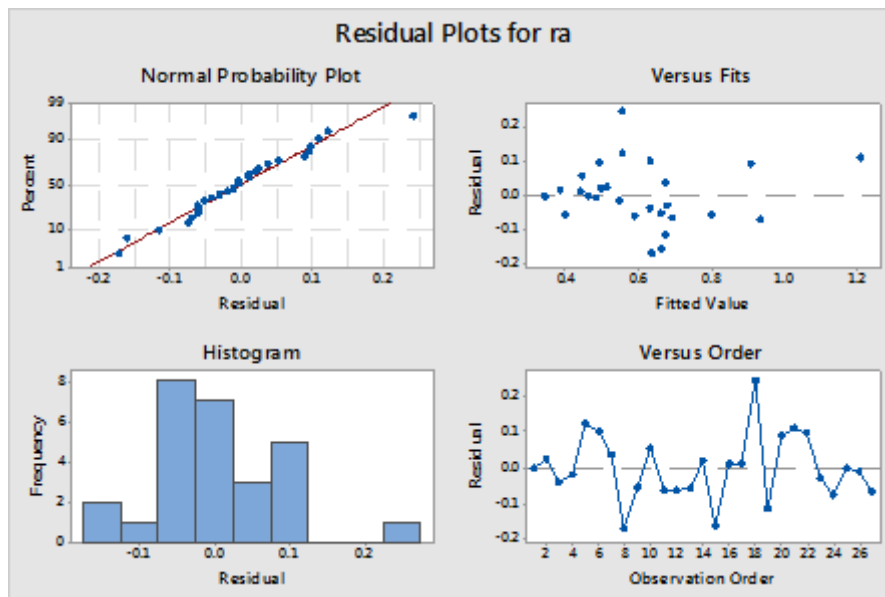 Residual Plots for ra
Normal Probability Plot
Versus Fits
99
90
50
10
1
Percent
-0.2 -0.1 0.0 0.1 0.2
Residual
0.2
0.1
0.0
-0.1
-0.2
Residual
0.4 0.6 0.8 1.0 1.2
Fitted Value
Histogram
Versus Order
8
6
4
2
0
Frequency
-0.1 0.0 0.1 0.2
Residual
0.2
0.1
0.0
-0.1
-0.2
Residual
2 4 6 8 10 12 14 16 18 20 22 24 26
Observation Order